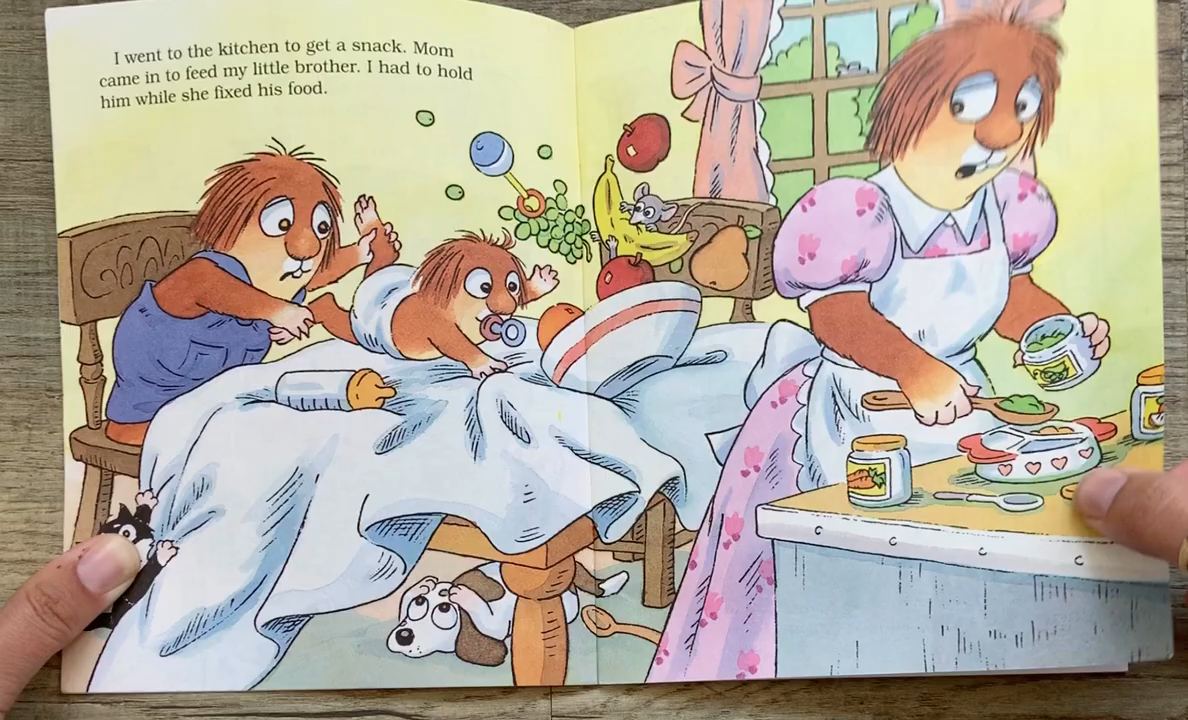 I went to the kitchen to get a snack. Mom
came in to feed my little brother. I had to hold
him while she fixed his food.